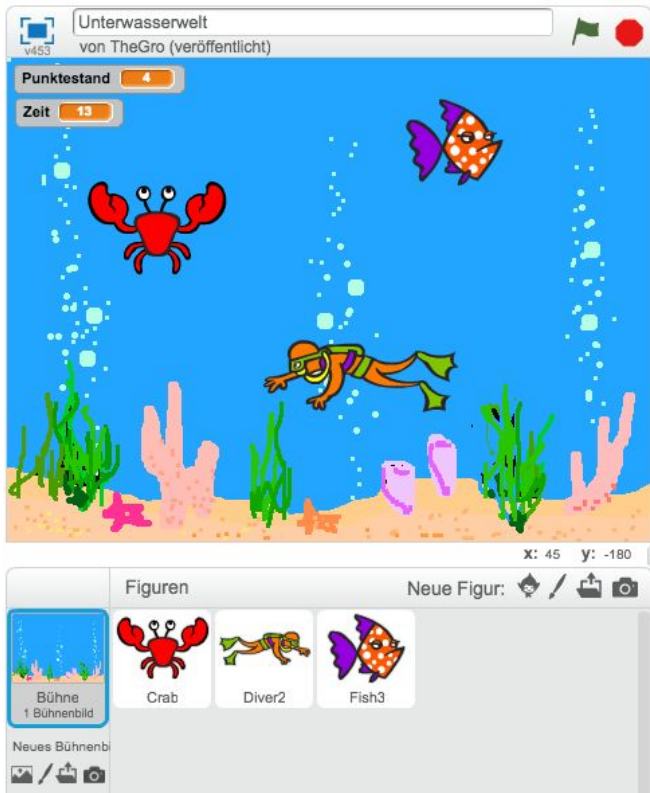 Unterwasserwelt
v453
von TheGro (veröffentlicht)
Punktestand 4
Zeit 13
x: 45 y: -180
Figuren
Neue Figur:
Bühne
1 Bühnenbild
Crab
Diver2
Fish3
Neues Bühnenbi